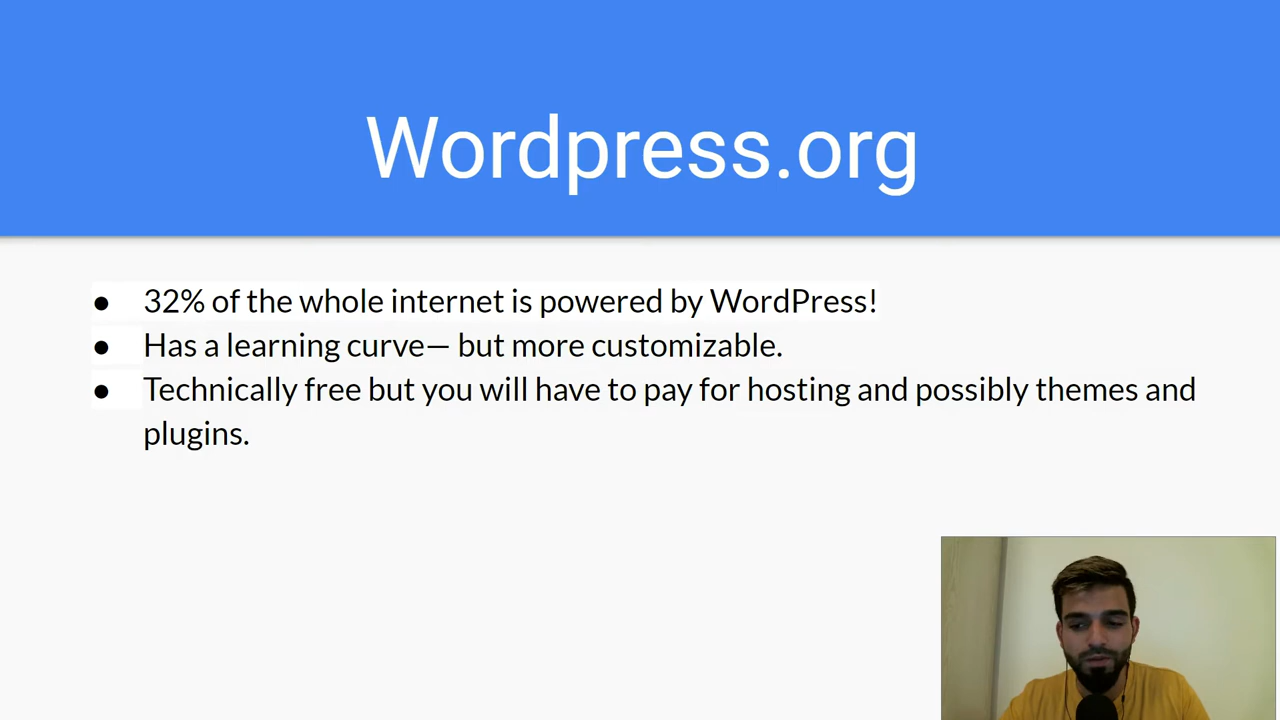 Wordpress.org
● 32% of the whole internet is powered by WordPress!
● Has a learning curve— but more customizable.
● Technically free but you will have to pay for hosting and possibly themes and
plugins.